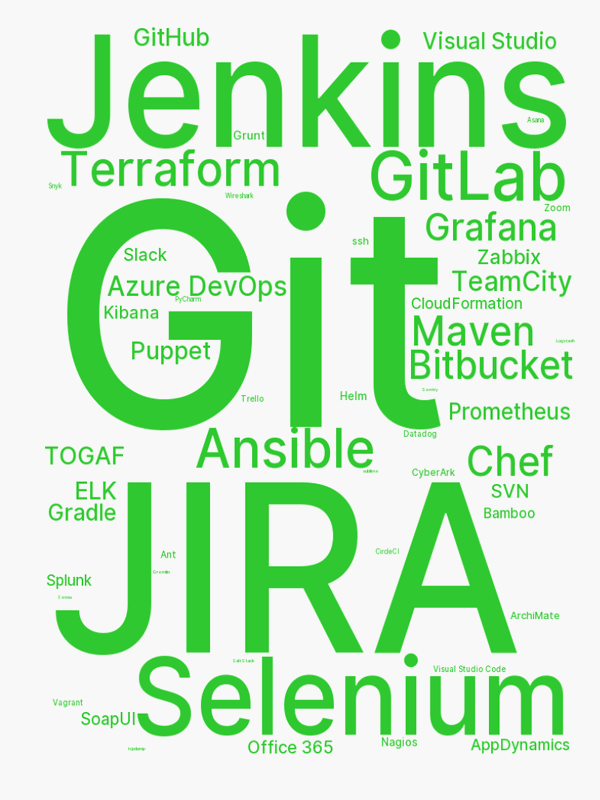 GitHub
Visual Studio
Jenkins
Asana
Grunt
Terraform
GitLab
Snyk
Wireshark
Zoom
Grafana
ssh
Slack
Zabbix
Git
TeamCity
Azure DevOps
PyCharm
CloudFormation
Kibana
Maven
Puppet
Bitbucket
Trello
Helm
Prometheus
Datadog
Ansible
TOGAF
Chef
CyberArk
ELK
SVN
Gradle
Bamboo
JIRA
Ant
CircleCI
Splunk
ArchiMate
Selenium
Visual Studio Code
Vagrant
SoapUI
Office 365
Nagios
AppDynamics